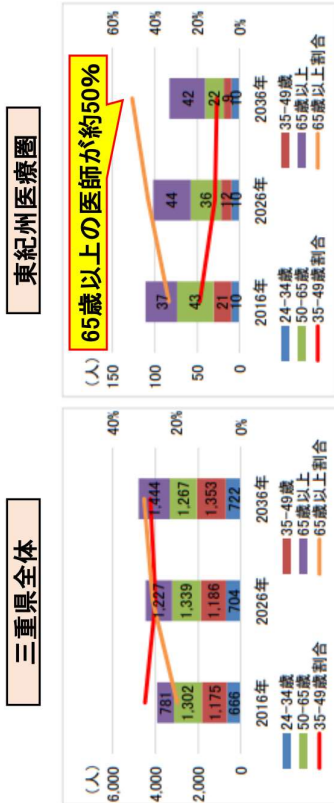 三重県全体
(人)
6,000
4,000
2,000
0
40%
20%
0%
781
1,302
1,175
666
1,227
1,339
1,186
704
1,444
1,267
1,353
722
2016年
2026年
2036年
24-34歳
35-49歳
50-65歳
65歳以上
35-49歳割合
65歳以上割合
東紀州医療圏
65歳以上の医師が約50%
(人)
150
100
50
0
60%
40%
20%
0%
37
43
21
10
44
36
12
10
42
22
9
10
2016年
2026年
2036年
24-34歳
35-49歳
50-65歳
65歳以上
35-49歳割合
65歳以上割合